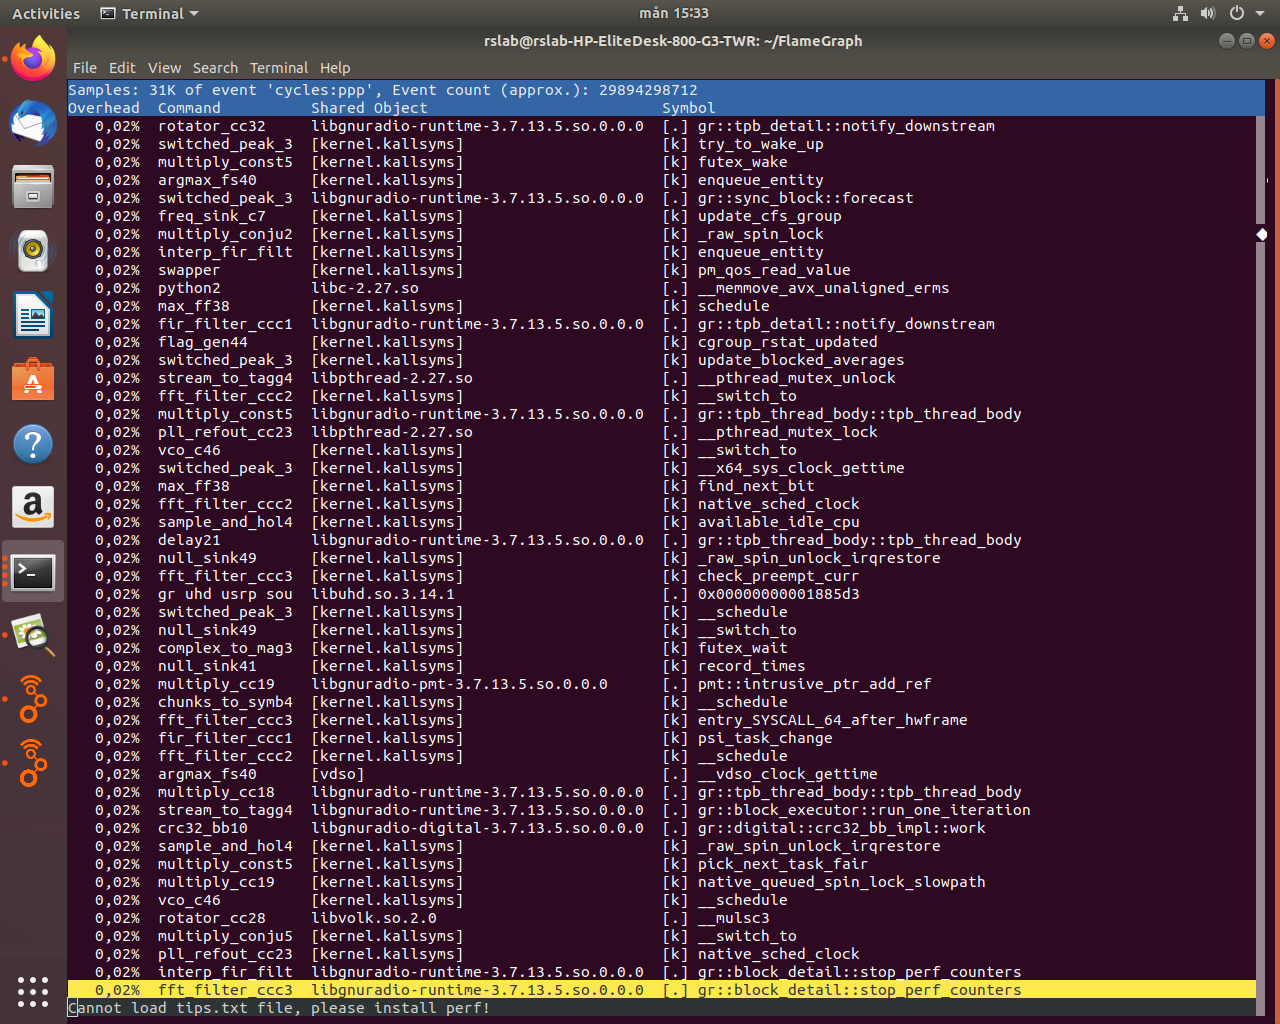 Activities Terminal mån 15:33
rslab@rslab-HP-EliteDesk-800-G3-TWR: ~/FlameGraph
File Edit View Search Terminal Help
Samples: 31K of event 'cycles:ppp', Event count (approx.): 29894298712
Overhead Command Shared Object Symbol
0,02% rotator_cc32 libgnuradio-runtime-3.7.13.5.so.0.0.0 [.] gr::tpb_detail::notify_downstream
0,02% switched_peak_3 [kernel.kallsyms] [k] try_to_wake_up
0,02% multiply_const5 [kernel.kallsyms] [k] futex_wake
0,02% argmax_fs40 [kernel.kallsyms] [k] enqueue_entity
0,02% switched_peak_3 libgnuradio-runtime-3.7.13.5.so.0.0.0 [.] gr::sync_block::forecast
0,02% freq_sink_c7 [kernel.kallsyms] [k] update_cfs_group
0,02% multiply_conju2 [kernel.kallsyms] [k] _raw_spin_lock
0,02% interp_fir_filt [kernel.kallsyms] [k] enqueue_entity
0,02% swapper [kernel.kallsyms] [k] pm_qos_read_value
0,02% python2 libc-2.27.so [.] __memmove_avx_unaligned_erms
0,02% max_ff38 [kernel.kallsyms] [k] schedule
0,02% fir_filter_ccc1 libgnuradio-runtime-3.7.13.5.so.0.0.0 [.] gr::tpb_detail::notify_downstream
0,02% flag_gen44 [kernel.kallsyms] [k] cgroup_rstat_updated
0,02% switched_peak_3 [kernel.kallsyms] [k] update_blocked_averages
0,02% stream_to_tagg4 libpthread-2.27.so [.] __pthread_mutex_unlock
0,02% fft_filter_ccc2 [kernel.kallsyms] [k] __switch_to
0,02% multiply_const5 libgnuradio-runtime-3.7.13.5.so.0.0.0 [.] gr::tpb_thread_body::tpb_thread_body
0,02% pll_refout_cc23 libpthread-2.27.so [.] __pthread_mutex_lock
0,02% vco_c46 [kernel.kallsyms] [k] __switch_to
0,02% switched_peak_3 [kernel.kallsyms] [k] __x64_sys_clock_gettime
0,02% max_ff38 [kernel.kallsyms] [k] find_next_bit
0,02% fft_filter_ccc2 [kernel.kallsyms] [k] native_sched_clock
0,02% sample_and_hol4 [kernel.kallsyms] [k] available_idle_cpu
0,02% delay21 libgnuradio-runtime-3.7.13.5.so.0.0.0 [.] gr::tpb_thread_body::tpb_thread_body
0,02% null_sink49 [kernel.kallsyms] [k] _raw_spin_unlock_irqrestore
0,02% fft_filter_ccc3 [kernel.kallsyms] [k] check_preempt_curr
0,02% gr uhd usrp sou libuhd.so.3.14.1 [.] 0x00000000001885d3
0,02% switched_peak_3 [kernel.kallsyms] [k] __schedule
0,02% null_sink49 [kernel.kallsyms] [k] __switch_to
0,02% complex_to_mag3 [kernel.kallsyms] [k] futex_wait
0,02% null_sink41 [kernel.kallsyms] [k] record_times
0,02% multiply_cc19 libgnuradio-pmt-3.7.13.5.so.0.0.0 [.] pmt::intrusive_ptr_add_ref
0,02% chunks_to_symb4 [kernel.kallsyms] [k] __schedule
0,02% fft_filter_ccc3 [kernel.kallsyms] [k] entry_SYSCALL_64_after_hwframe
0,02% fir_filter_ccc1 [kernel.kallsyms] [k] psi_task_change
0,02% fft_filter_ccc2 [kernel.kallsyms] [k] __schedule
0,02% argmax_fs40 [vdso] [.] __vdso_clock_gettime
0,02% multiply_cc18 libgnuradio-runtime-3.7.13.5.so.0.0.0 [.] gr::tpb_thread_body::tpb_thread_body
0,02% stream_to_tagg4 libgnuradio-runtime-3.7.13.5.so.0.0.0 [.] gr::block_executor::run_one_iteration
0,02% crc32_bb10 libgnuradio-digital-3.7.13.5.so.0.0.0 [.] gr::digital::crc32_bb_impl::work
0,02% sample_and_hol4 [kernel.kallsyms] [k] _raw_spin_unlock_irqrestore
0,02% multiply_const5 [kernel.kallsyms] [k] pick_next_task_fair
0,02% multiply_cc19 [kernel.kallsyms] [k] native_queued_spin_lock_slowpath
0,02% vco_c46 [kernel.kallsyms] [k] __schedule
0,02% rotator_cc28 libvolk.so.2.0 [.] __mulsc3
0,02% multiply_conju5 [kernel.kallsyms] [k] __switch_to
0,02% pll_refout_cc23 [kernel.kallsyms] [k] native_sched_clock
0,02% interp_fir_filt libgnuradio-runtime-3.7.13.5.so.0.0.0 [.] gr::block_detail::stop_perf_counters
0,02% fft_filter_ccc3 libgnuradio-runtime-3.7.13.5.so.0.0.0 [.] gr::block_detail::stop_perf_counters
Cannot load tips.txt file, please install perf!